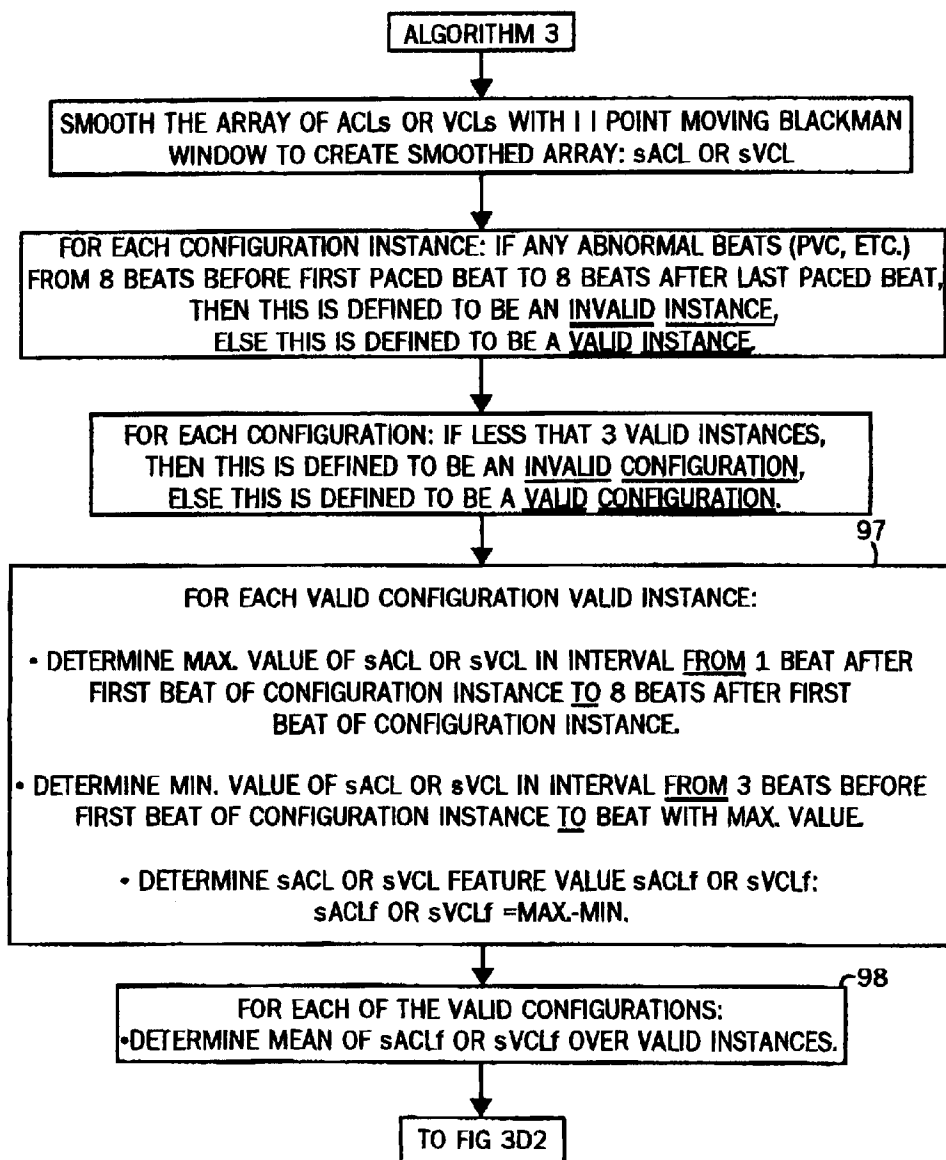 ALGORITHM 3
SMOOTH THE ARRAY OF ACLs OR VCLs WITH 11 POINT MOVING BLACKMAN
WINDOW TO CREATE SMOOTHED ARRAY: sACL OR sVCL
FOR EACH CONFIGURATION INSTANCE: IF ANY ABNORMAL BEATS (PVC, ETC.)
FROM 8 BEATS BEFORE FIRST PACED BEAT TO 8 BEATS AFTER LAST PACED BEAT,
THEN THIS IS DEFINED TO BE AN INVALID INSTANCE,
ELSE THIS IS DEFINED TO BE A VALID INSTANCE.
FOR EACH CONFIGURATION: IF LESS THAT 3 VALID INSTANCES,
THEN THIS IS DEFINED TO BE AN INVALID CONFIGURATION,
ELSE THIS IS DEFINED TO BE A VALID CONFIGURATION.
97
FOR EACH VALID CONFIGURATION VALID INSTANCE:
• DETERMINE MAX. VALUE OF sACL OR sVCL IN INTERVAL FROM 1 BEAT AFTER
FIRST BEAT OF CONFIGURATION INSTANCE TO 8 BEATS AFTER FIRST
BEAT OF CONFIGURATION INSTANCE.
• DETERMINE MIN. VALUE OF sACL OR sVCL IN INTERVAL FROM 3 BEATS BEFORE
FIRST BEAT OF CONFIGURATION INSTANCE TO BEAT WITH MAX. VALUE.
• DETERMINE sACL OR sVCL FEATURE VALUE sACLf OR sVCLf:
sACLf OR sVCLf =MAX.-MIN.
98
FOR EACH OF THE VALID CONFIGURATIONS:
•DETERMINE MEAN OF sACLf OR sVCLf OVER VALID INSTANCES.
TO FIG 3D2